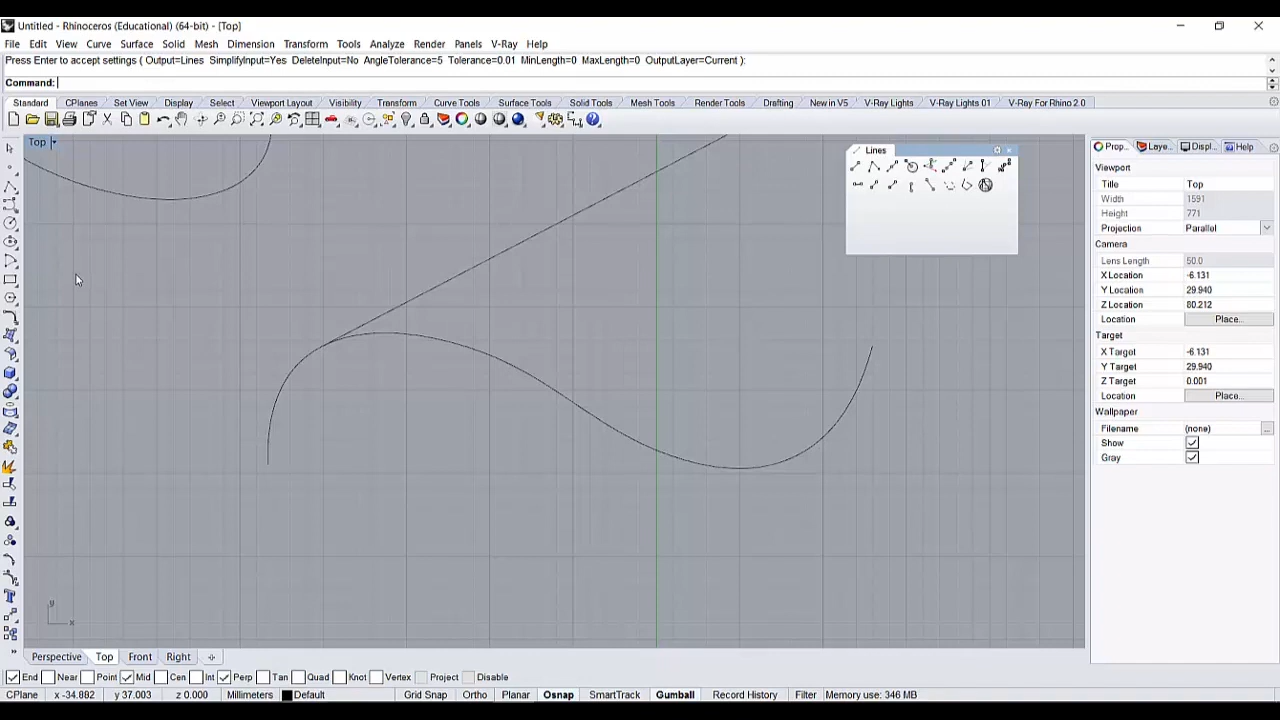 Untitled - Rhinoceros (Educational) (64-bit) - [Top]
File Edit View Curve Surface Solid Mesh Dimension Transform Tools Analyze Render Panels V-Ray Help
Press Enter to accept settings ( Output=Lines SimplifyInput=Yes DeleteInput=No AngleTolerance=5 Tolerance=0.01 MinLength=0 MaxLength=0 OutputLayer=Current ):
Command:
Standard CPlanes Set View Display Select Viewport Layout Visibility Transform Curve Tools Surface Tools Solid Tools Mesh Tools Render Tools Drafting New in V5 V-Ray Lights V-Ray Lights 01 V-Ray For Rhino 2.0
Top
Lines
Prop... Laye... Displ... Help
Viewport
Title Top
Width 1591
Height 771
Projection Parallel
Camera
Lens Length 50.0
X Location -6.131
Y Location 29.940
Z Location 80.212
Location Place...
Target
X Target -6.131
Y Target 29.940
Z Target 0.001
Location Place...
Wallpaper
Filename (none) ...
Show
Gray
y
x
Perspective Top Front Right
End Near Point Mid Cen Int Perp Tan Quad Knot Vertex Project Disable
CPlane x -34.882 y 37.003 z 0.000 Millimeters Default Grid Snap Ortho Planar Osnap SmartTrack Gumball Record History Filter Memory use: 346 MB